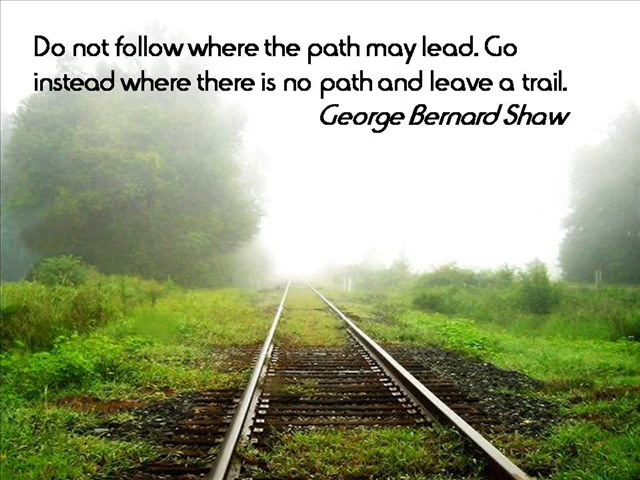 Do not follow where the path may lead. Go
instead where there is no path and leave a trail.
George Bernard Shaw